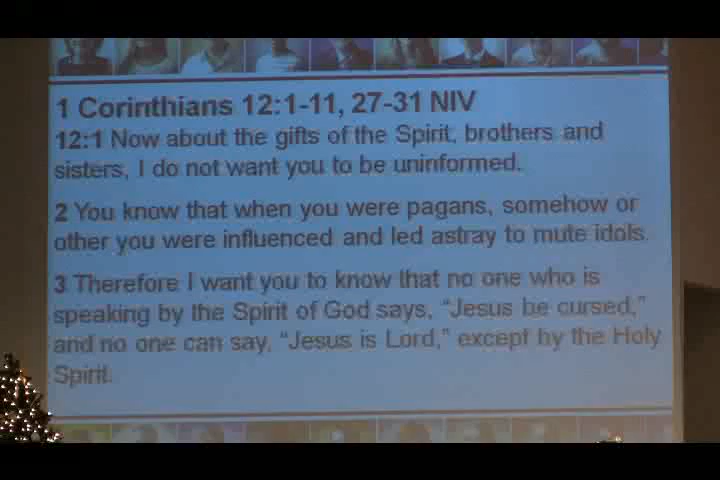 1 Corinthians 12:1-11, 27-31 NIV
12:1 Now about the gifts of the Spirit, brothers and
sisters, I do not want you to be uninformed.
2 You know that when you were pagans, somehow or
other you were influenced and led astray to mute idols.
3 Therefore I want you to know that no one who is
speaking by the Spirit of God says, “Jesus be cursed,”
and no one can say, “Jesus is Lord,” except by the Holy
Spirit.